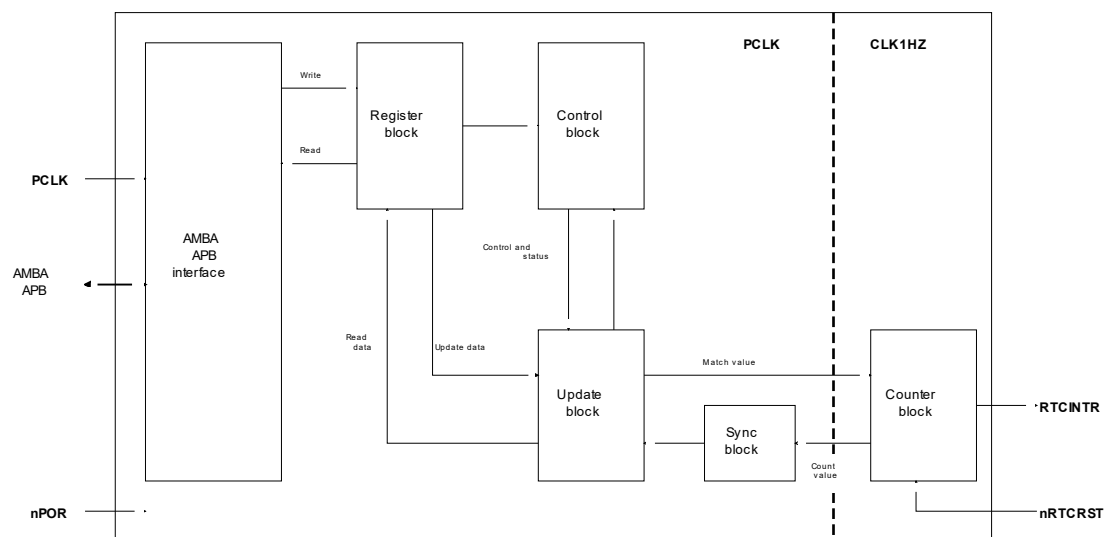 PCLK
CLK1HZ
Write
Register
block
Control
block
Read
PCLK
AMBA
APB
interface
AMBA
APB
Control and
status
Read
data
Update data
Match value
Update
block
Counter
block
RTCINTR
Sync
block
Count
value
nPOR
nRTCRST